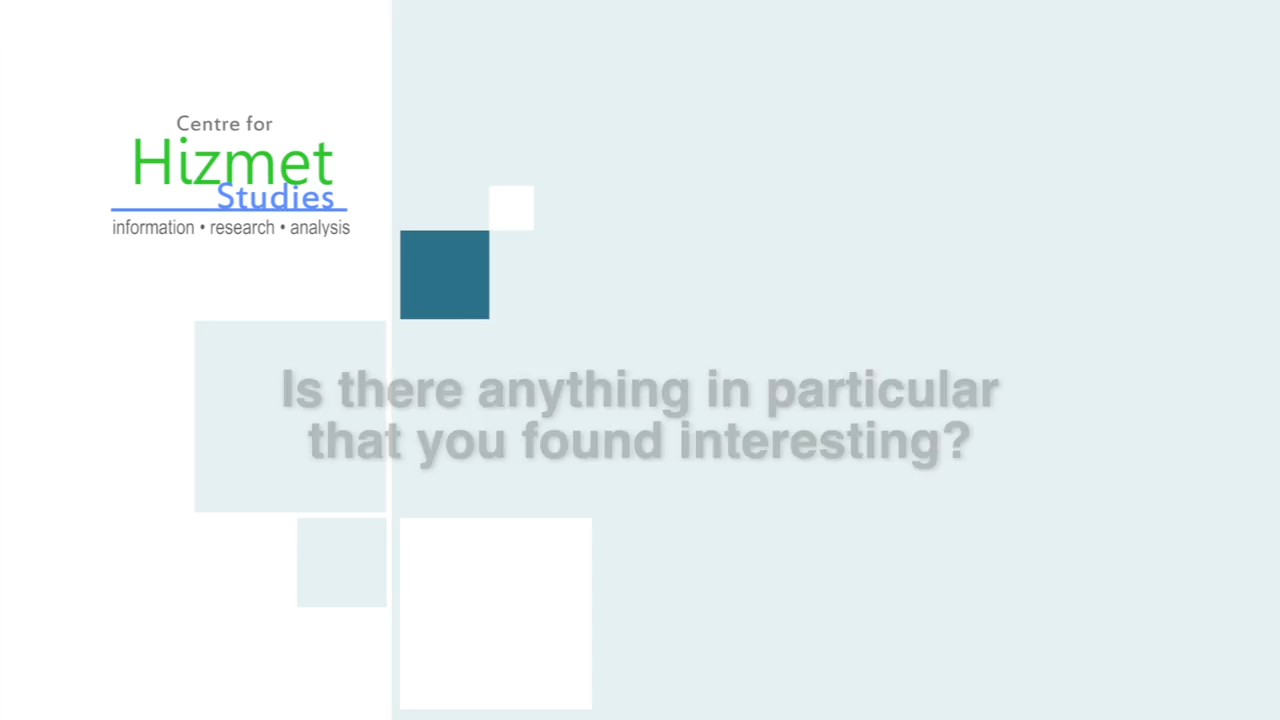 Centre for
Hizmet
Studies
information • research • analysis
Is there anything in particular
that you found interesting?